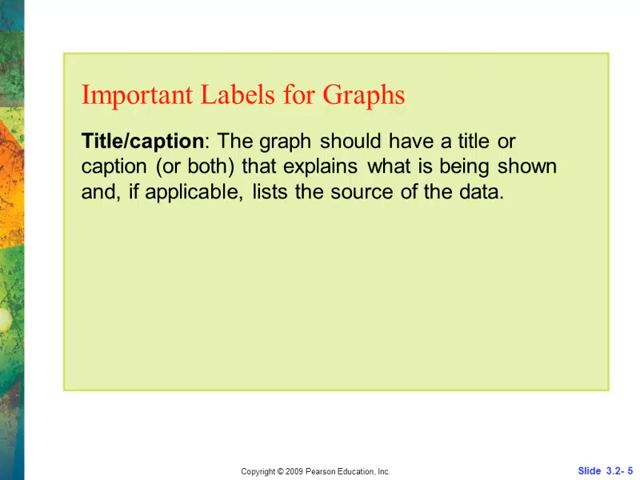 Important Labels for Graphs
Title/caption: The graph should have a title or
caption (or both) that explains what is being shown
and, if applicable, lists the source of the data.
Copyright © 2009 Pearson Education, Inc.
Slide 3.2- 5